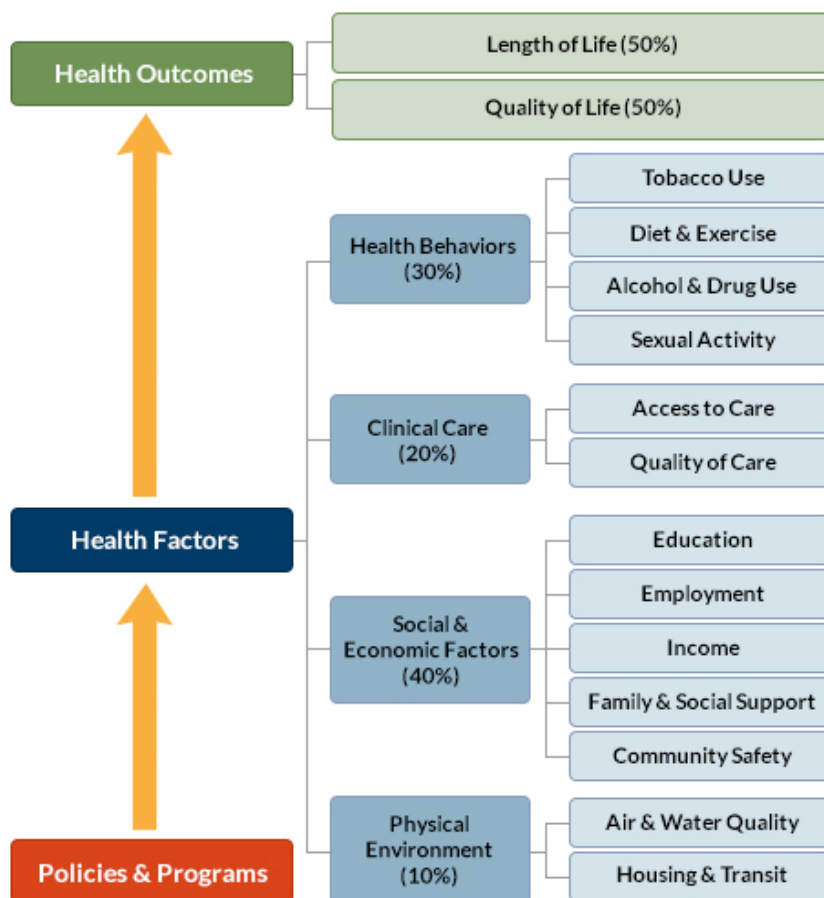 Health Outcomes
Length of Life (50%)
Quality of Life (50%)
Health Factors
Health Behaviors
(30%)
Tobacco Use
Diet & Exercise
Alcohol & Drug Use
Sexual Activity
Clinical Care
(20%)
Access to Care
Quality of Care
Social &
Economic Factors
(40%)
Education
Employment
Income
Family & Social Support
Community Safety
Physical
Environment
(10%)
Air & Water Quality
Housing & Transit
Policies & Programs